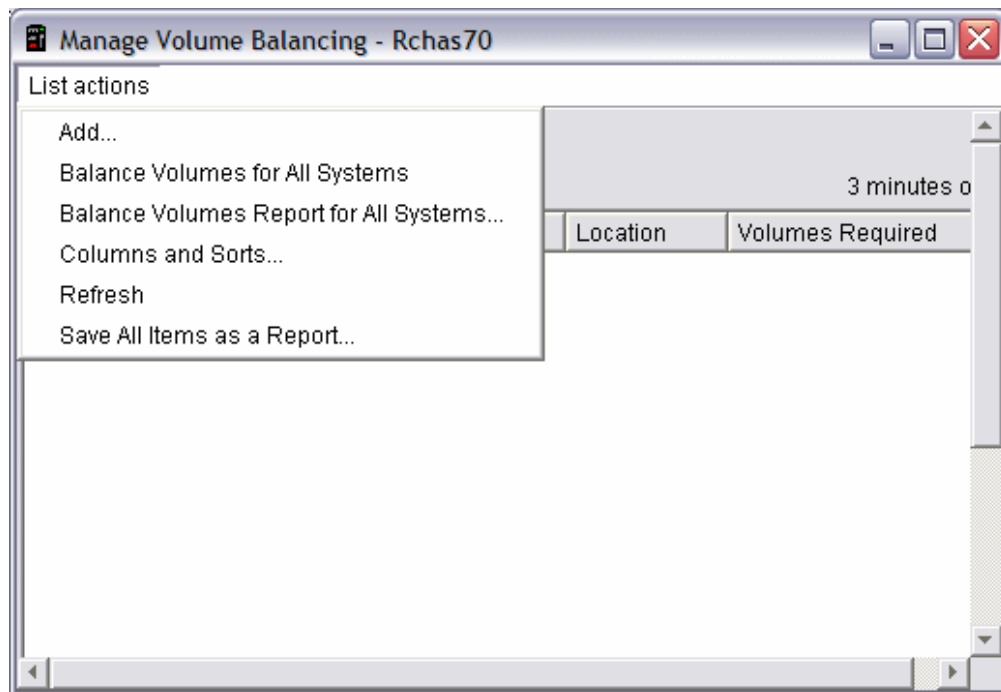 Manage Volume Balancing - Rchas70
List actions
Add...
Balance Volumes for All Systems
3 minutes o
Balance Volumes Report for All Systems...
Location
Volumes Required
Columns and Sorts...
Refresh
Save All Items as a Report...